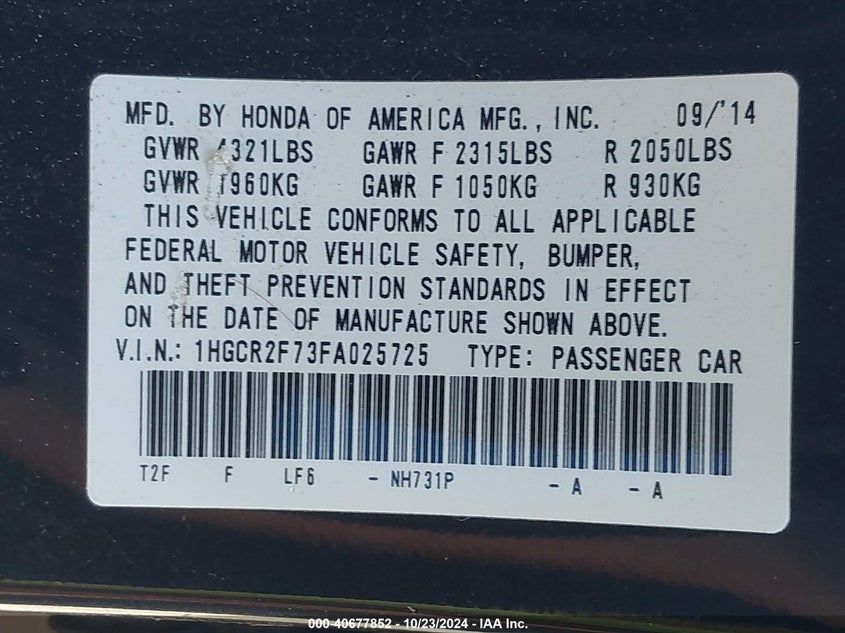 MFD. BY HONDA OF AMERICA MFG., INC. 09/'14
GVWR 4321LBS GAWR F 2315LBS R 2050LBS
GVWR 1960KG GAWR F 1050KG R 930KG
THIS VEHICLE CONFORMS TO ALL APPLICABLE
FEDERAL MOTOR VEHICLE SAFETY, BUMPER,
AND THEFT PREVENTION STANDARDS IN EFFECT
ON THE DATE OF MANUFACTURE SHOWN ABOVE.
V.I.N.: 1HGCR2F73FA025725 TYPE: PASSENGER CAR
T2F F LF6 - NH731P - A - A
000-40677852 - 10/23/2024 - IAA Inc.